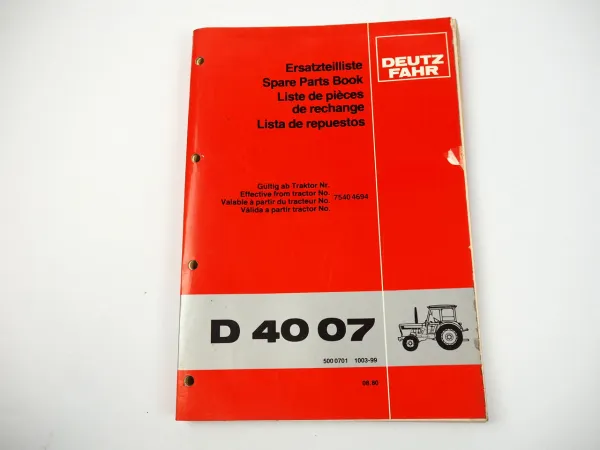 DEUTZ
FAHR
Ersatzteilliste
Spare Parts Book
Liste de pièces
de rechange
Lista de repuestos
Gültig ab Traktor Nr.
Effective from tractor No.
Valable à partir du tracteur No.
Válida a partir tractor No.
7540 4694
D 40 07
500 0701 1003-99
06.80